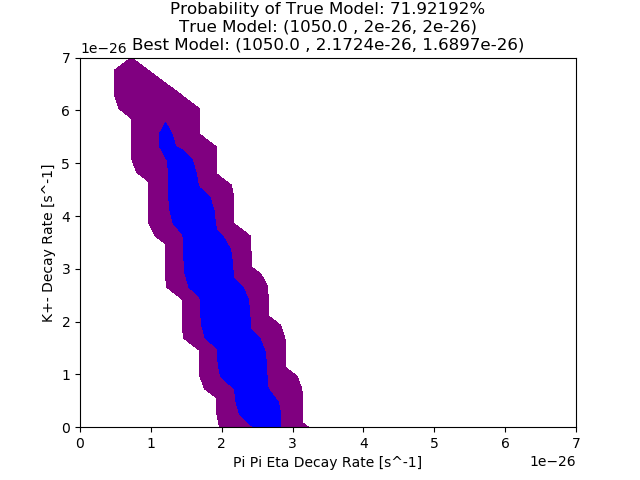 Probability of True Model: 71.92192%
True Model: (1050.0 , 2e-26, 2e-26)
Best Model: (1050.0 , 2.1724e-26, 1.6897e-26)
1e−26
7
6
5
4
3
2
1
0
K+- Decay Rate [s^-1]
0 1 2 3 4 5 6 7
Pi Pi Eta Decay Rate [s^-1]
1e−26